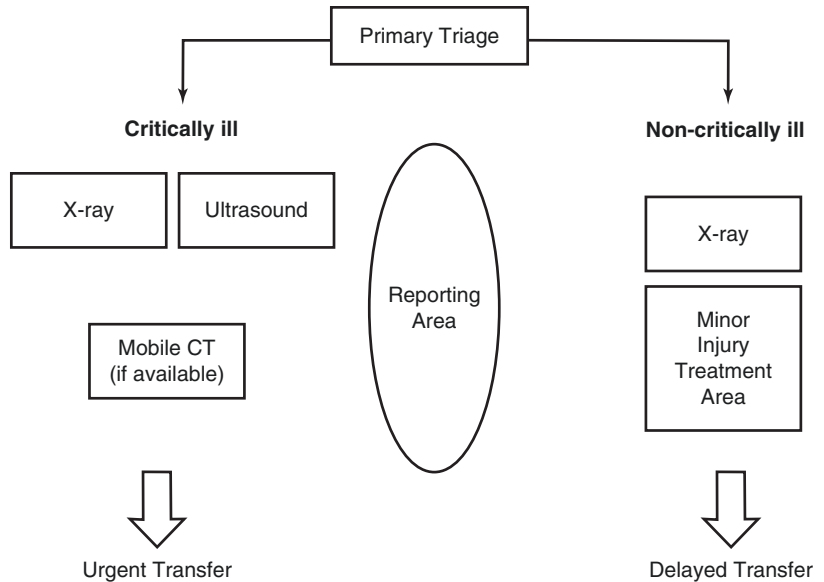 Primary Triage
Critically ill
Non-critically ill
X-ray
Ultrasound
X-ray
Reporting
Area
Mobile CT
(if available)
Minor
Injury
Treatment
Area
Urgent Transfer
Delayed Transfer